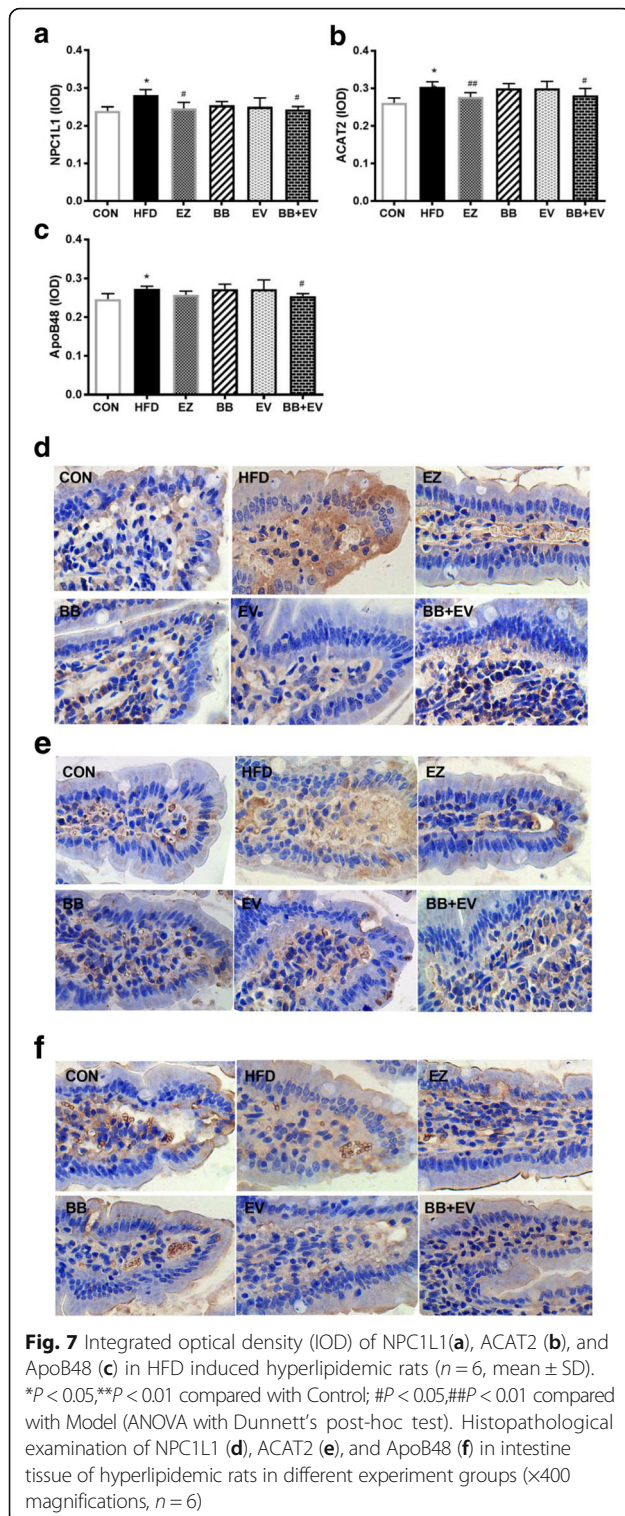 a
b
0.4
0.3
0.2
0.1
0.0
NPC1L1 (IOD)
*
#
#
CON HFD EZ BB EV BB+EV
0.4
0.3
0.2
0.1
0.0
ACAT2 (IOD)
*
##
#
CON HFD EZ BB EV BB+EV
c
0.4
0.3
0.2
0.1
0.0
ApoB48 (IOD)
*
#
CON HFD EZ BB EV BB+EV
d
CON HFD EZ
BB EV BB+EV
e
CON HFD EZ
BB EV BB+EV
f
CON HFD EZ
BB EV BB+EV
Fig. 7 Integrated optical density (IOD) of NPC1L1(a), ACAT2 (b), and
ApoB48 (c) in HFD induced hyperlipidemic rats (n = 6, mean ± SD).
*P < 0.05,**P < 0.01 compared with Control; #P < 0.05,##P < 0.01 compared
with Model (ANOVA with Dunnett's post-hoc test). Histopathological
examination of NPC1L1 (d), ACAT2 (e), and ApoB48 (f) in intestine
tissue of hyperlipidemic rats in different experiment groups (×400
magnifications, n = 6)